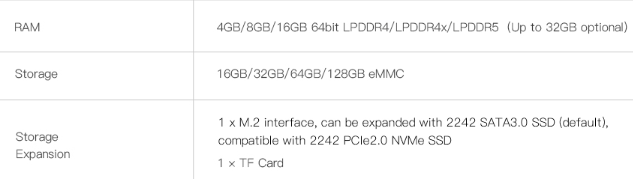 RAM
4GB/8GB/16GB 64bit LPDDR4/LPDDR4x/LPDDR5 (Up to 32GB optional)
Storage
16GB/32GB/64GB/128GB eMMC
Storage
Expansion
1 x M.2 interface, can be expanded with 2242 SATA3.0 SSD (default),
compatible with 2242 PCIe2.0 NVMe SSD
1 × TF Card